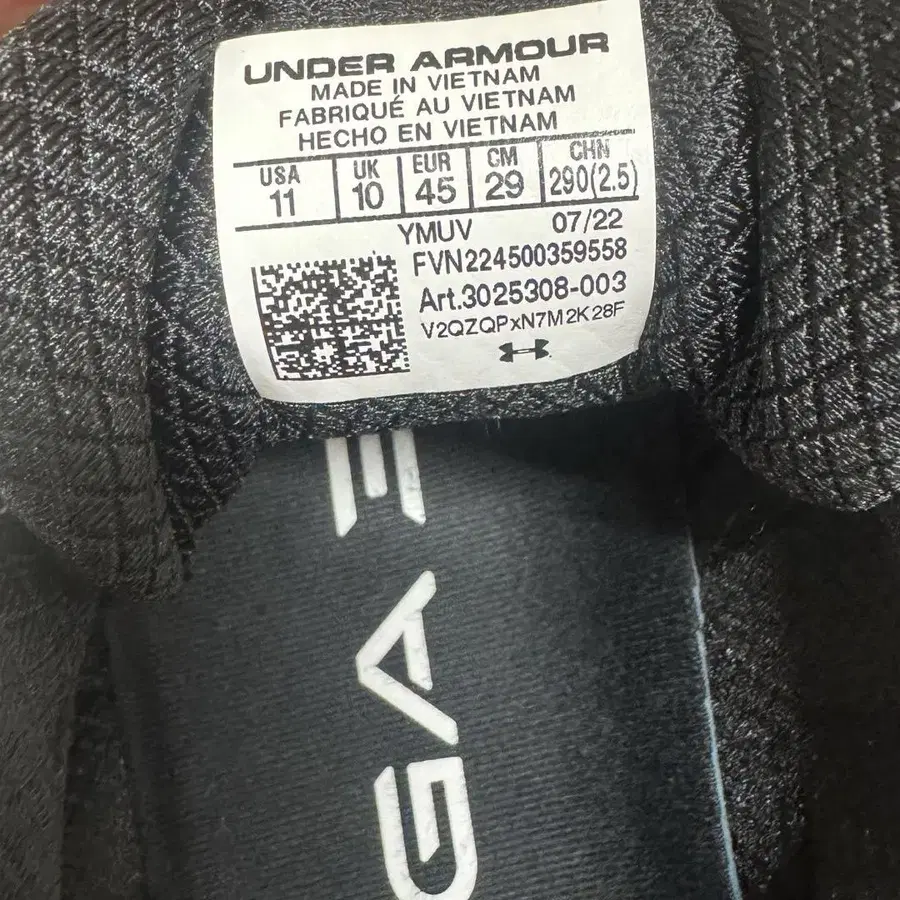 UNDER ARMOUR
MADE IN VIETNAM
FABRIQUÉ AU VIETNAM
HECHO EN VIETNAM
USA UK EUR CM CHN
11 10 45 29 290(2.5)
YMUV 07/22
FVN224500359558
Art.3025308-003
V2QZQPxN7M2K28F
GAE